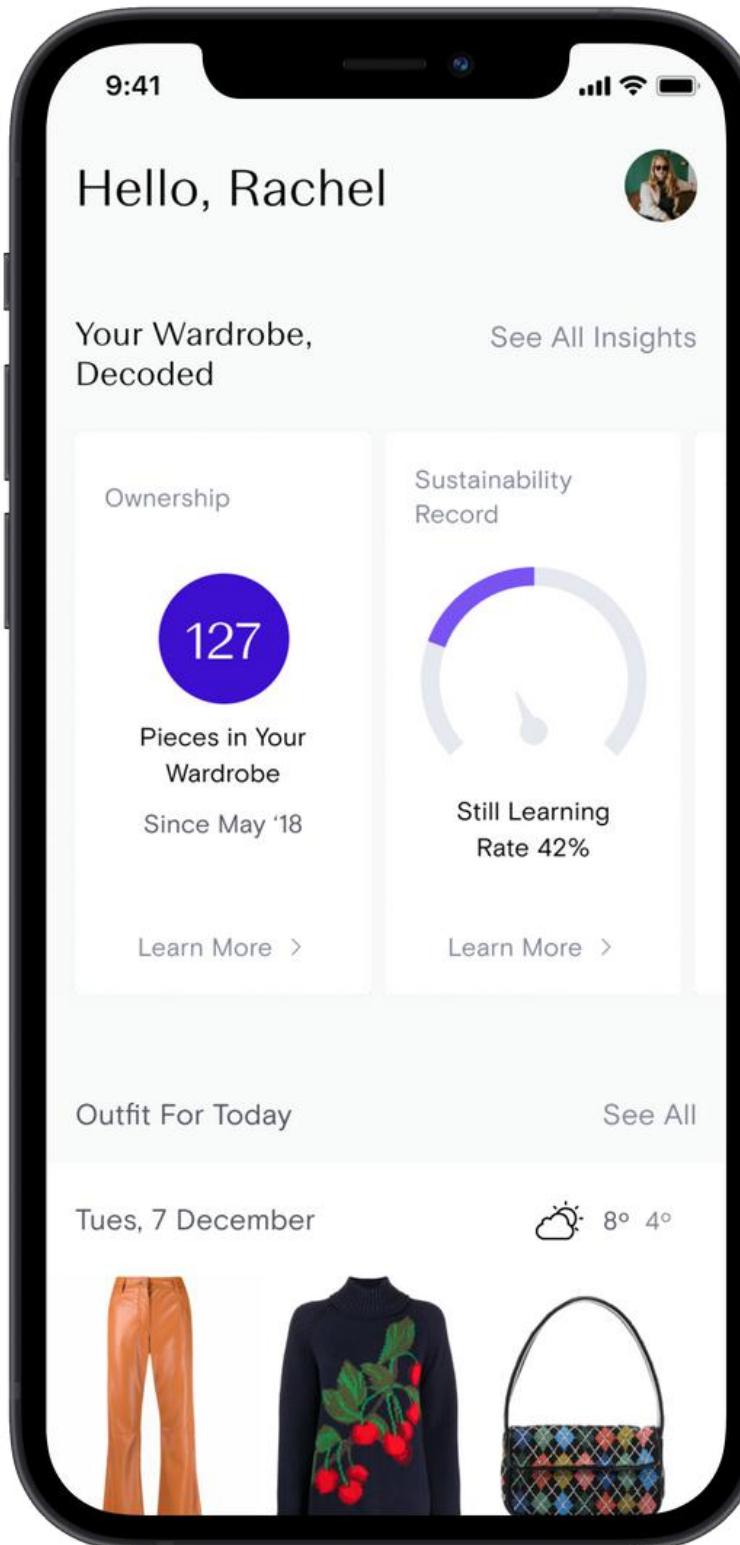 9:41
Hello, Rachel
Your Wardrobe,
Decoded
See All Insights
Ownership
127
Pieces in Your
Wardrobe
Since May ‘18
Learn More >
Sustainability
Record
Still Learning
Rate 42%
Learn More >
Outfit For Today
See All
Tues, 7 December
8° 4°